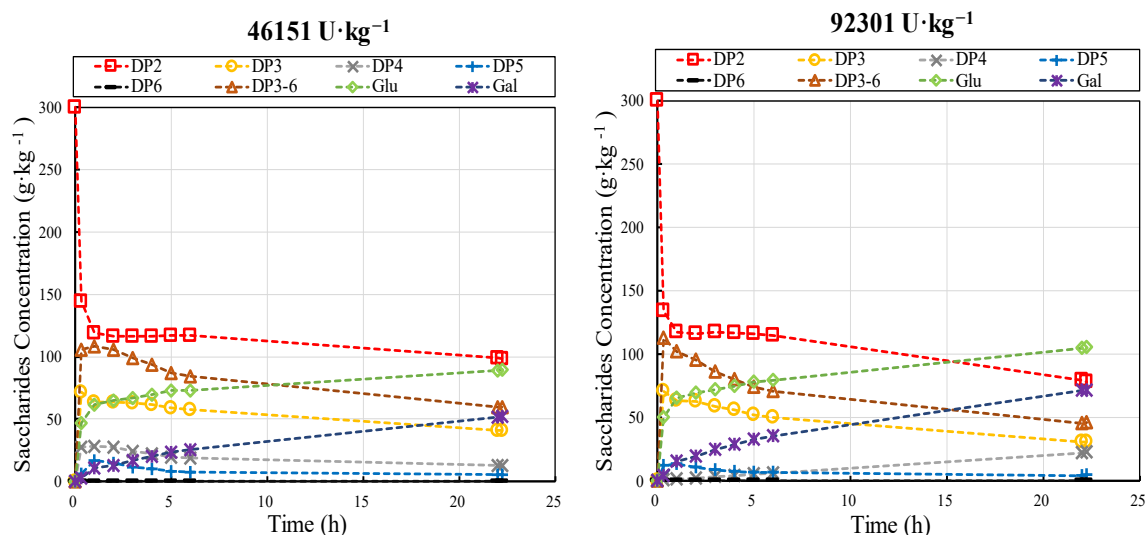 46151 U·kg⁻¹
DP2 DP3 DP4 DP5
DP6 DP3-6 Glu Gal
300
250
200
150
100
50
0
0 5 10 15 20 25
Saccharides Concentration (g·kg ⁻¹)
Time (h)
92301 U·kg⁻¹
DP2 DP3 DP4 DP5
DP6 DP3-6 Glu Gal
300
250
200
150
100
50
0
0 5 10 15 20 25
Saccharides Concentration (g·kg ⁻¹)
Time (h)